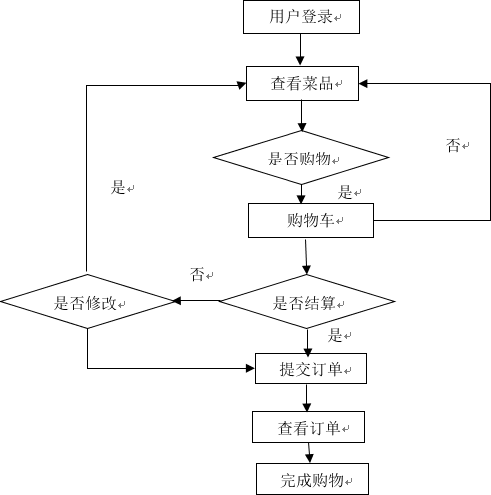 用户登录
查看菜品
否
是否购物
是
是
购物车
否
是否修改
是否结算
是
提交订单
查看订单
完成购物